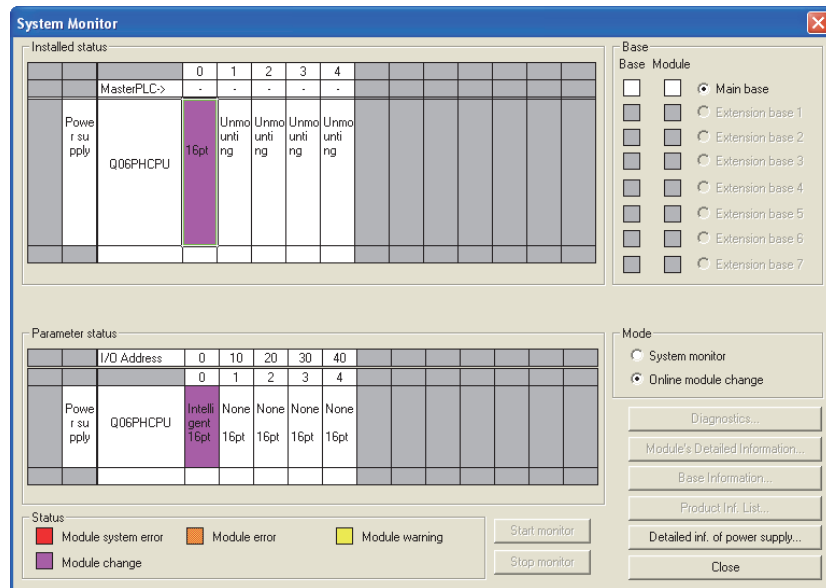 System Monitor
Installed status
0 1 2 3 4
MasterPLC-> - - - - -
Powe
r su
pply
Q06PHCPU
16pt
Unmo
unti
ng
Unmo
unti
ng
Unmo
unti
ng
Unmo
unti
ng
Base
Base Module
Main base
Extension base 1
Extension base 2
Extension base 3
Extension base 4
Extension base 5
Extension base 6
Extension base 7
Parameter status
I/O Address 0 10 20 30 40
0 1 2 3 4
Powe
r su
pply
Q06PHCPU
Intelli
gent
16pt
None
16pt
None
16pt
None
16pt
None
16pt
Mode
System monitor
Online module change
Diagnostics...
Module's Detailed Information...
Base Information...
Product Inf. List...
Detailed inf. of power supply...
Close
Status
Module system error
Module error
Module warning
Module change
Start monitor
Stop monitor